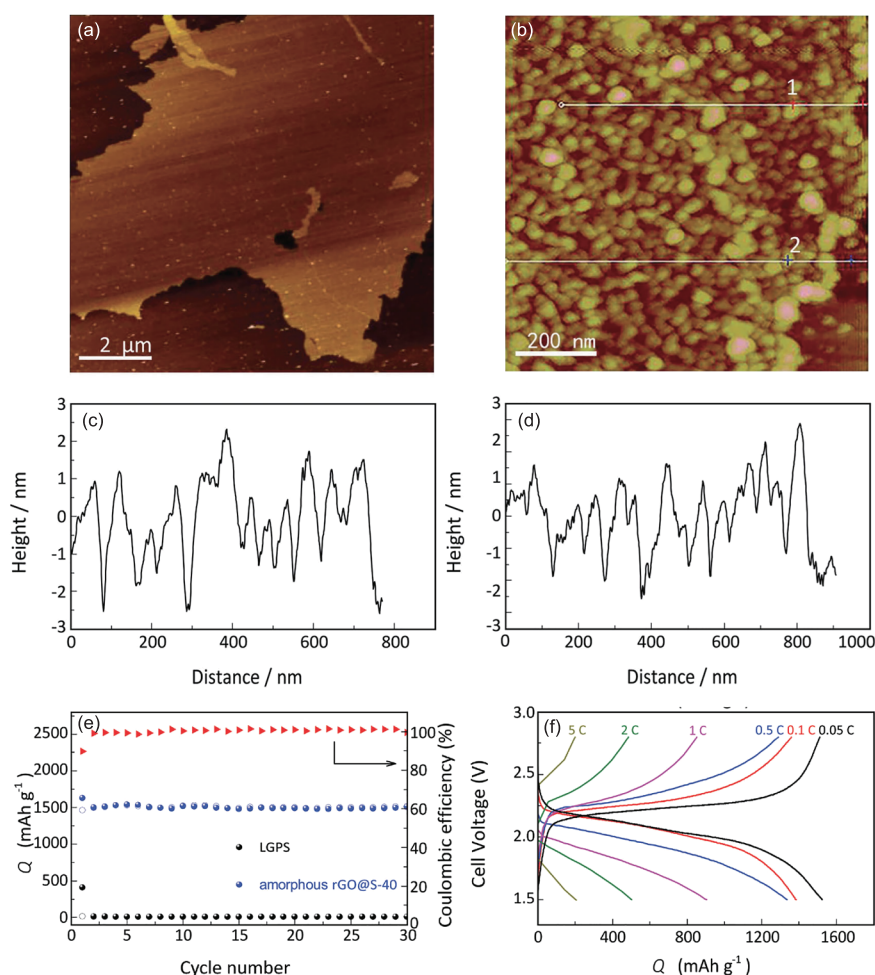 (a)
2 μm
(b)
1
2
200 nm
(c)
3
2
1
0
-1
-2
-3
Height / nm
0 200 400 600 800
Distance / nm
(d)
3
2
1
0
-1
-2
-3
Height / nm
0 200 400 600 800 1000
Distance / nm
(e)
2500
2000
1500
1000
500
0
Q (mAh g⁻¹)
100
80
60
40
20
0
Coulombic efficiency (%)
LGPS
amorphous rGO@S-40
0 5 10 15 20 25 30
Cycle number
(f)
3.0
2.5
2.0
1.5
Cell Voltage (V)
5 C 2 C 1 C 0.5 C 0.1 C 0.05 C
0 400 800 1200 1600
Q (mAh g⁻¹)